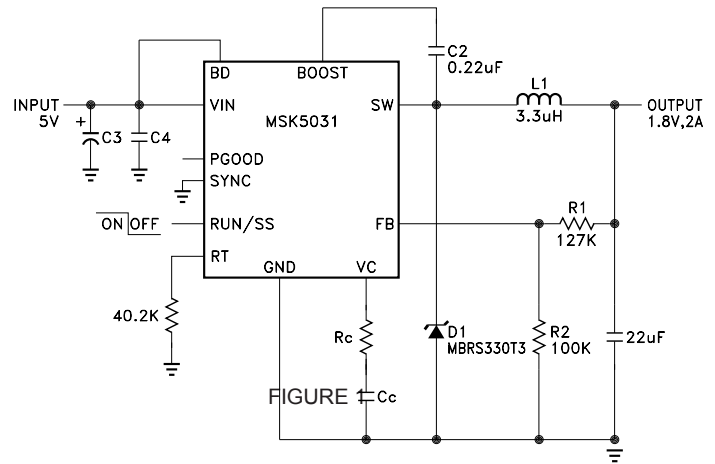 BD
BOOST
C2
0.22uF
L1
3.3uH
INPUT
5V
+
C3
C4
VIN
MSK5031
SW
OUTPUT
1.8V,2A
PGOOD
SYNC
ON OFF
RUN/SS
FB
R1
127K
RT
GND
VC
40.2K
Rc
D1
MBRS330T3
R2
100K
22uF
FIGURE 1
Cc